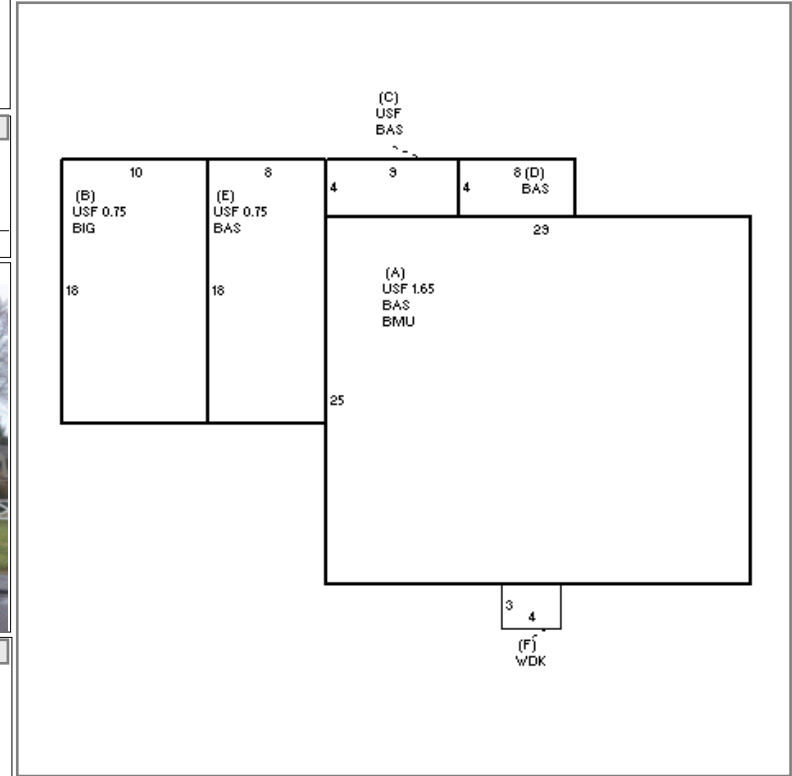 (C)
USF
BAS
10
8
9
8 (D)
BAS
4
4
(B)
USF 0.75
BIG
(E)
USF 0.75
BAS
29
(A)
USF 1.65
BAS
BMU
18
18
25
3
4
(F)
WDK